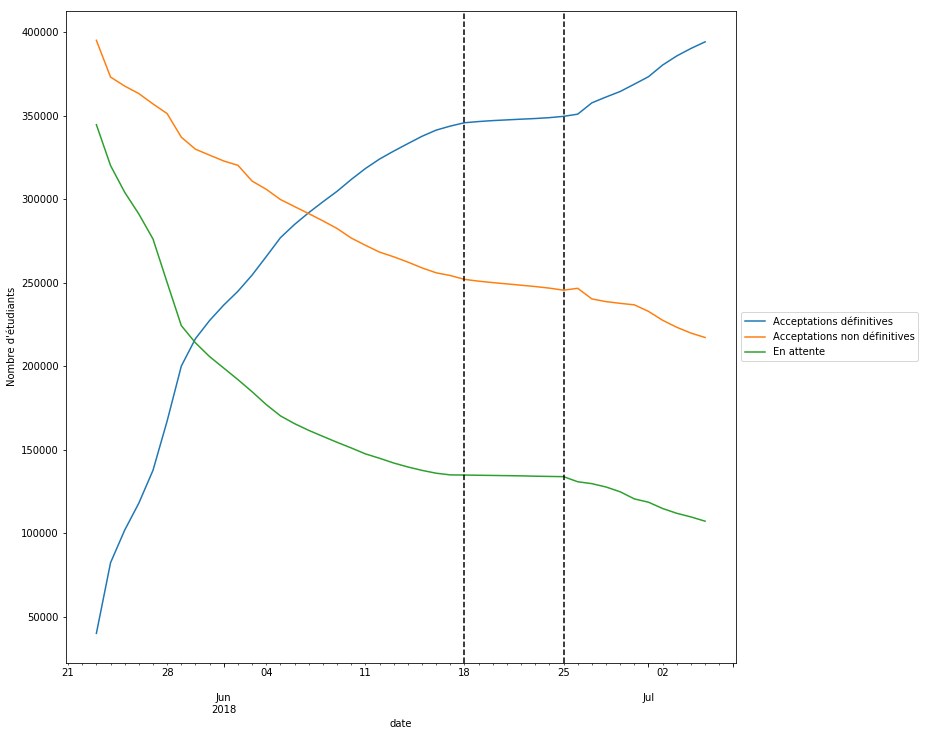 400000
350000
300000
250000
200000
150000
100000
50000
Nombre d'étudiants
21 28 04 11 18 25 02
Jun Jul
2018
date
Acceptations définitives
Acceptations non définitives
En attente